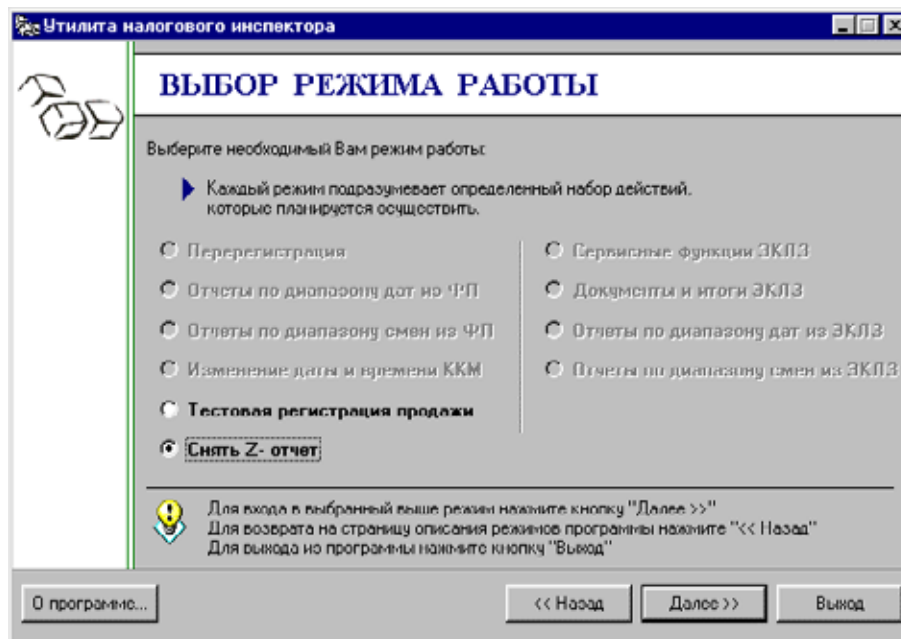 Утилита налогового инспектора
ВЫБОР РЕЖИМА РАБОТЫ
Выберите необходимый Вам режим работы:
Каждый режим подразумевает определенный набор действий,
которые планируется осуществить.
Перерегистрация
Отчеты по диапазону дат из ФП
Отчеты по диапазону смен из ФП
Изменение даты и времени ККМ
Тестовая регистрация продажи
Снять Z- отчет
Сервисные функции ЭКЛЗ
Документы и итоги ЭКЛЗ
Отчеты по диапазону дат из ЭКЛЗ
Отчеты по диапазону смен из ЭКЛЗ
Для входа в выбранный выше режим нажмите кнопку "Далее >>"
Для возврата на страницу описания режимов программы нажмите "<< Назад"
Для выхода из программы нажмите кнопку "Выход"
О программе...
<< Назад
Далее >>
Выход